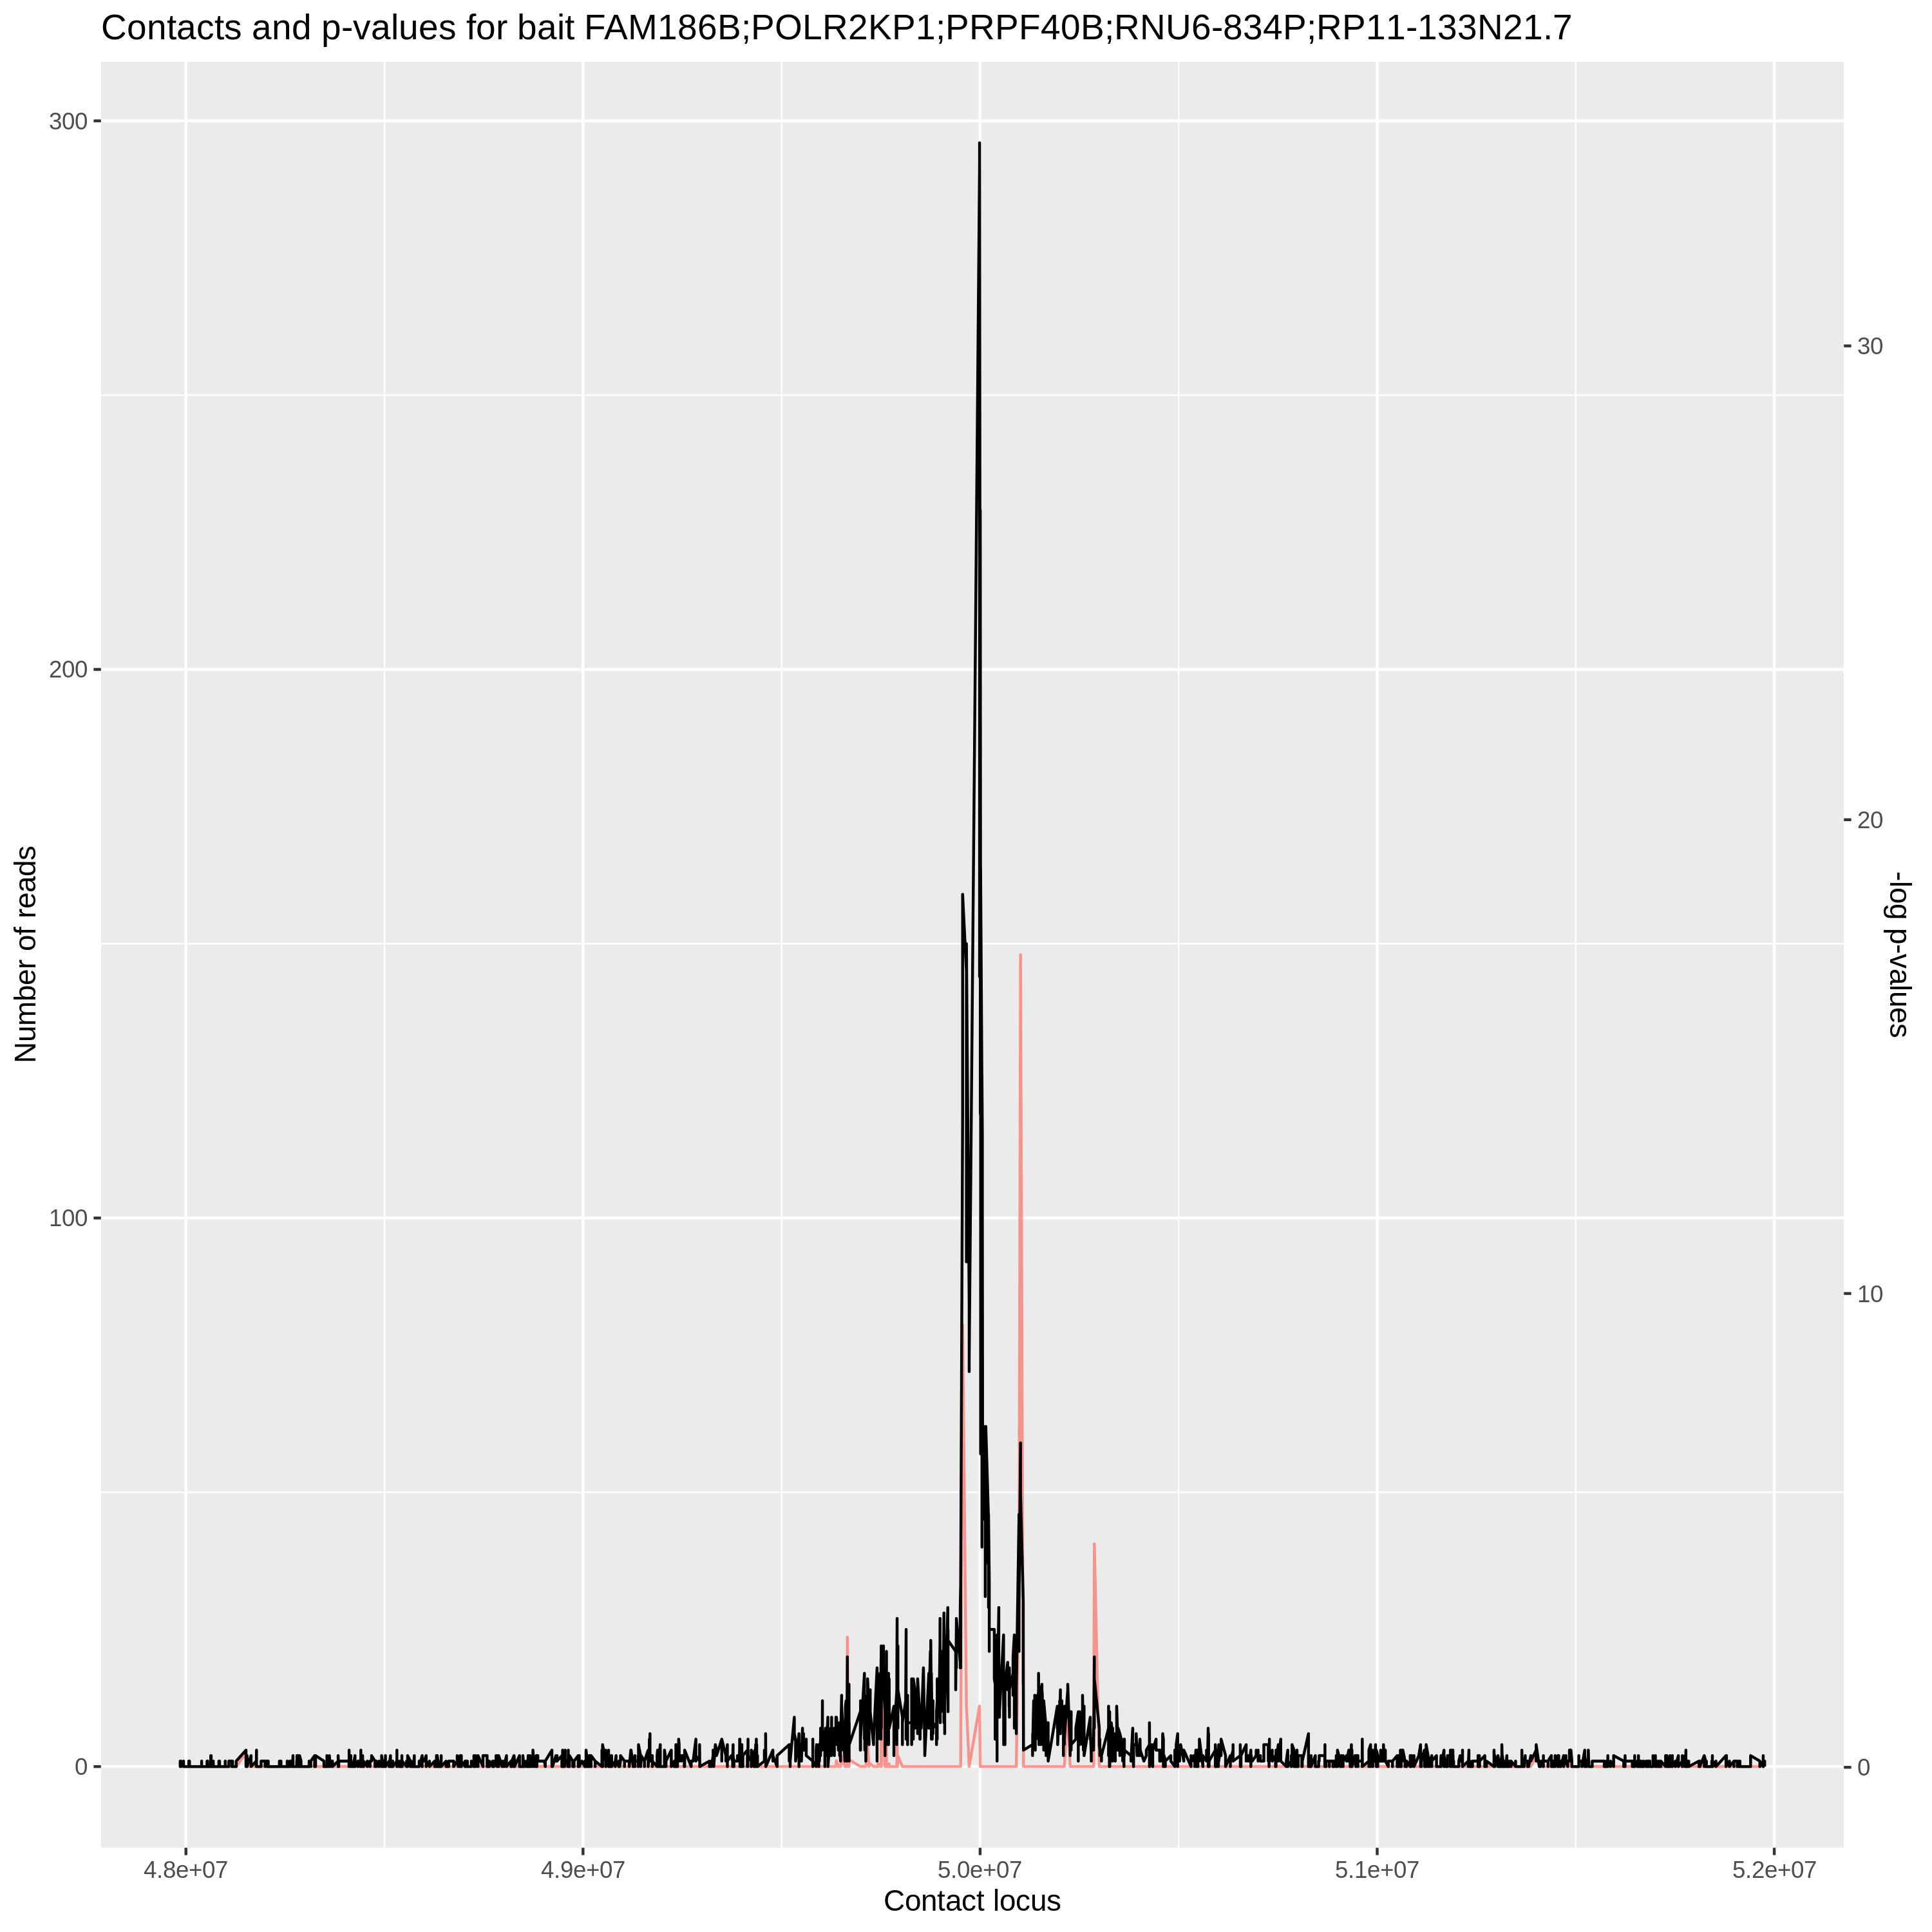 Contacts and p-values for bait FAM186B;POLR2KP1;PRPF40B;RNU6-834P;RP11-133N21.7
300
200
100
0
Number of reads
30
20
10
0
-log p-values
4.8e+07 4.9e+07 5.0e+07 5.1e+07 5.2e+07
Contact locus